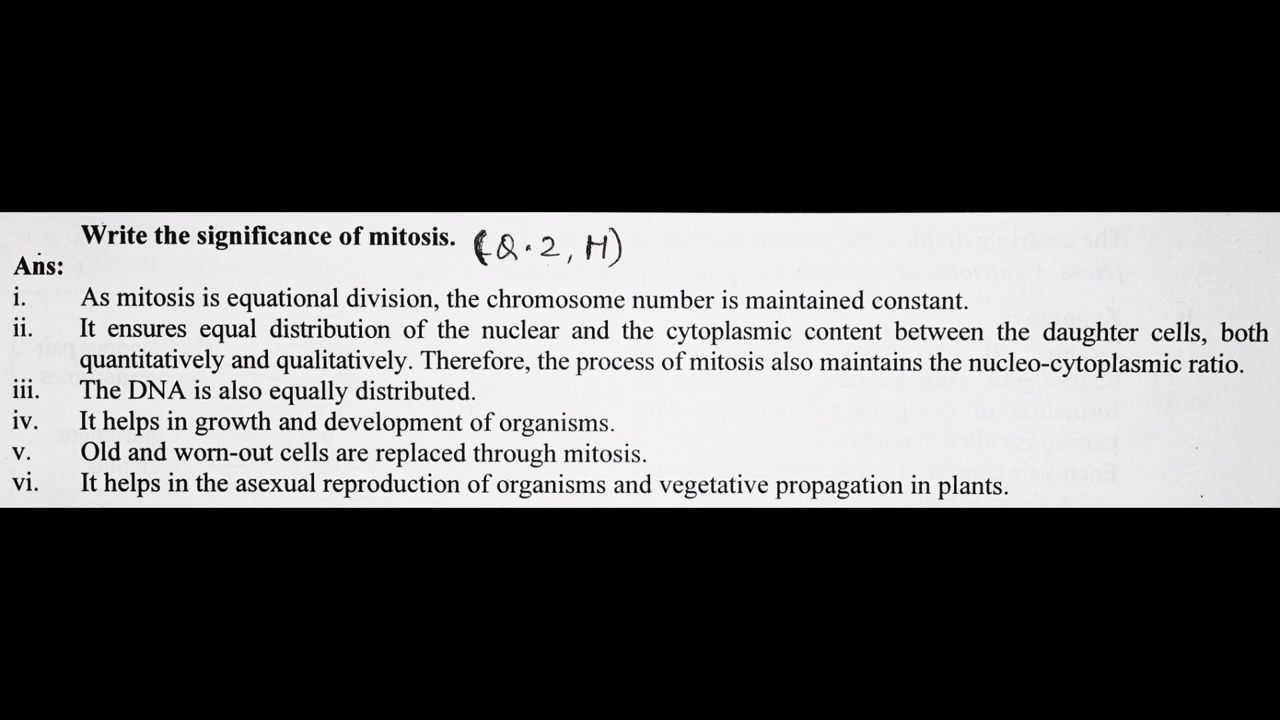 Write the significance of mitosis. (Q.2, H)
Ans:
i. As mitosis is equational division, the chromosome number is maintained constant.
ii. It ensures equal distribution of the nuclear and the cytoplasmic content between the daughter cells, both
quantitatively and qualitatively. Therefore, the process of mitosis also maintains the nucleo-cytoplasmic ratio.
iii. The DNA is also equally distributed.
iv. It helps in growth and development of organisms.
v. Old and worn-out cells are replaced through mitosis.
vi. It helps in the asexual reproduction of organisms and vegetative propagation in plants.